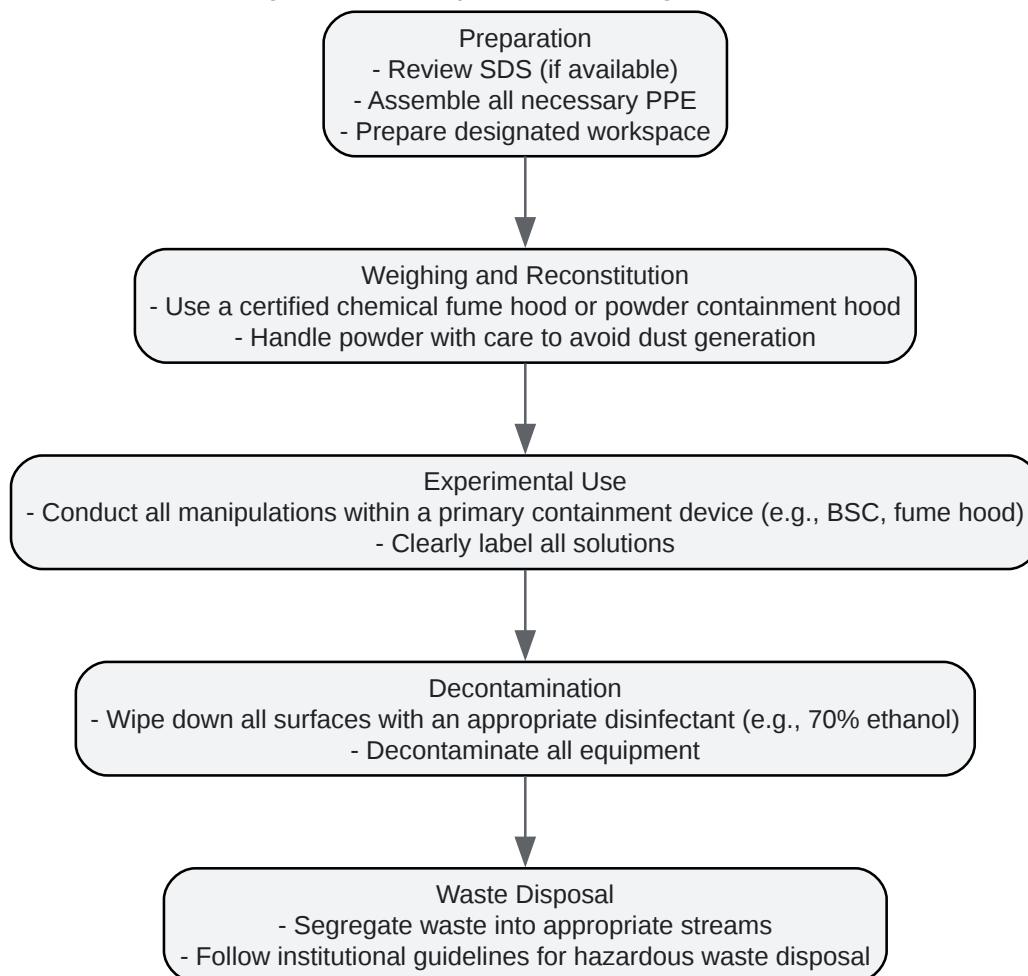 Preparation
- Review SDS (if available)
- Assemble all necessary PPE
- Prepare designated workspace
Weighing and Reconstitution
- Use a certified chemical fume hood or powder containment hood
- Handle powder with care to avoid dust generation
Experimental Use
- Conduct all manipulations within a primary containment device (e.g., BSC, fume hood)
- Clearly label all solutions
Decontamination
- Wipe down all surfaces with an appropriate disinfectant (e.g., 70% ethanol)
- Decontaminate all equipment
Waste Disposal
- Segregate waste into appropriate streams
- Follow institutional guidelines for hazardous waste disposal